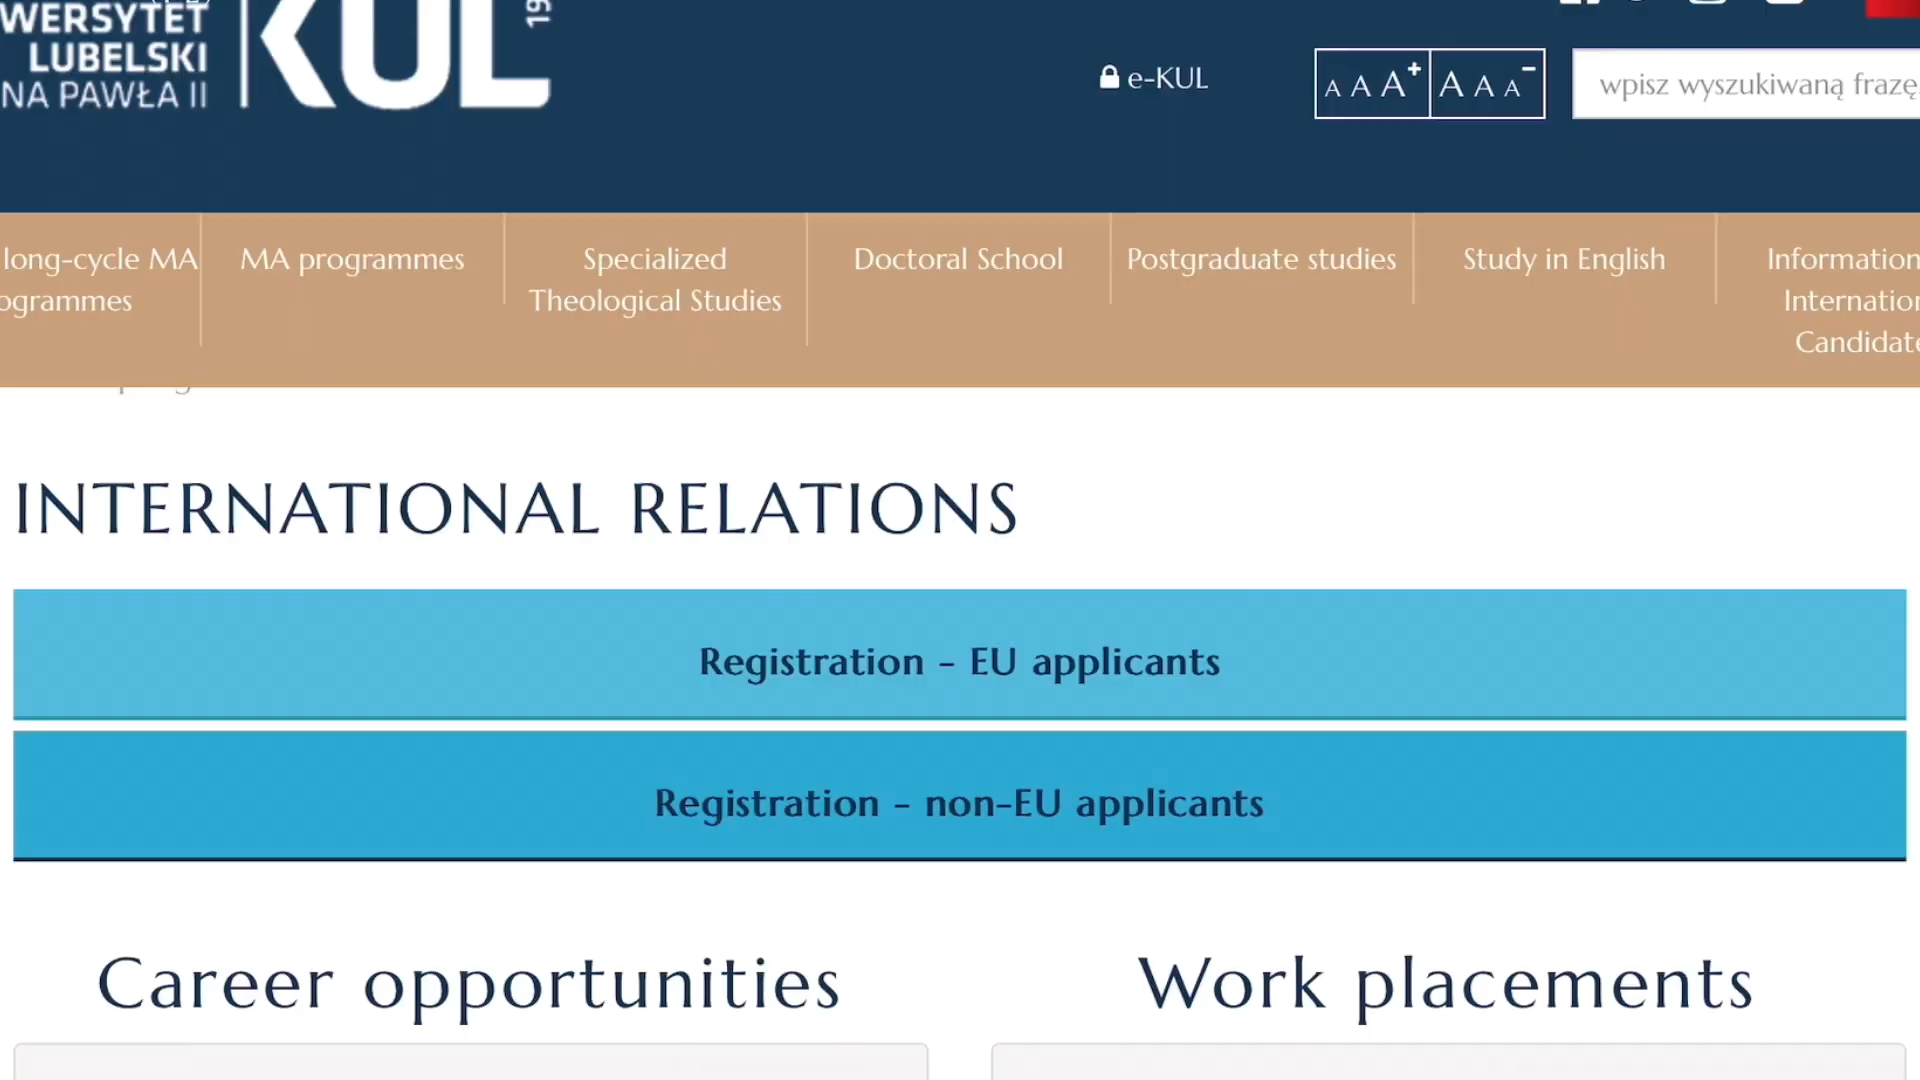 WERSYTET
LUBELSKI
NA PAWŁA II
KUL
19
e-KUL
A A A+
A A A-
wpisz wyszukiwaną frazę
long-cycle MA
ogrammes
MA programmes
Specialized
Theological Studies
Doctoral School
Postgraduate studies
Study in English
Information
Internation
Candidate
INTERNATIONAL RELATIONS
Registration - EU applicants
Registration - non-EU applicants
Career opportunities
Work placements